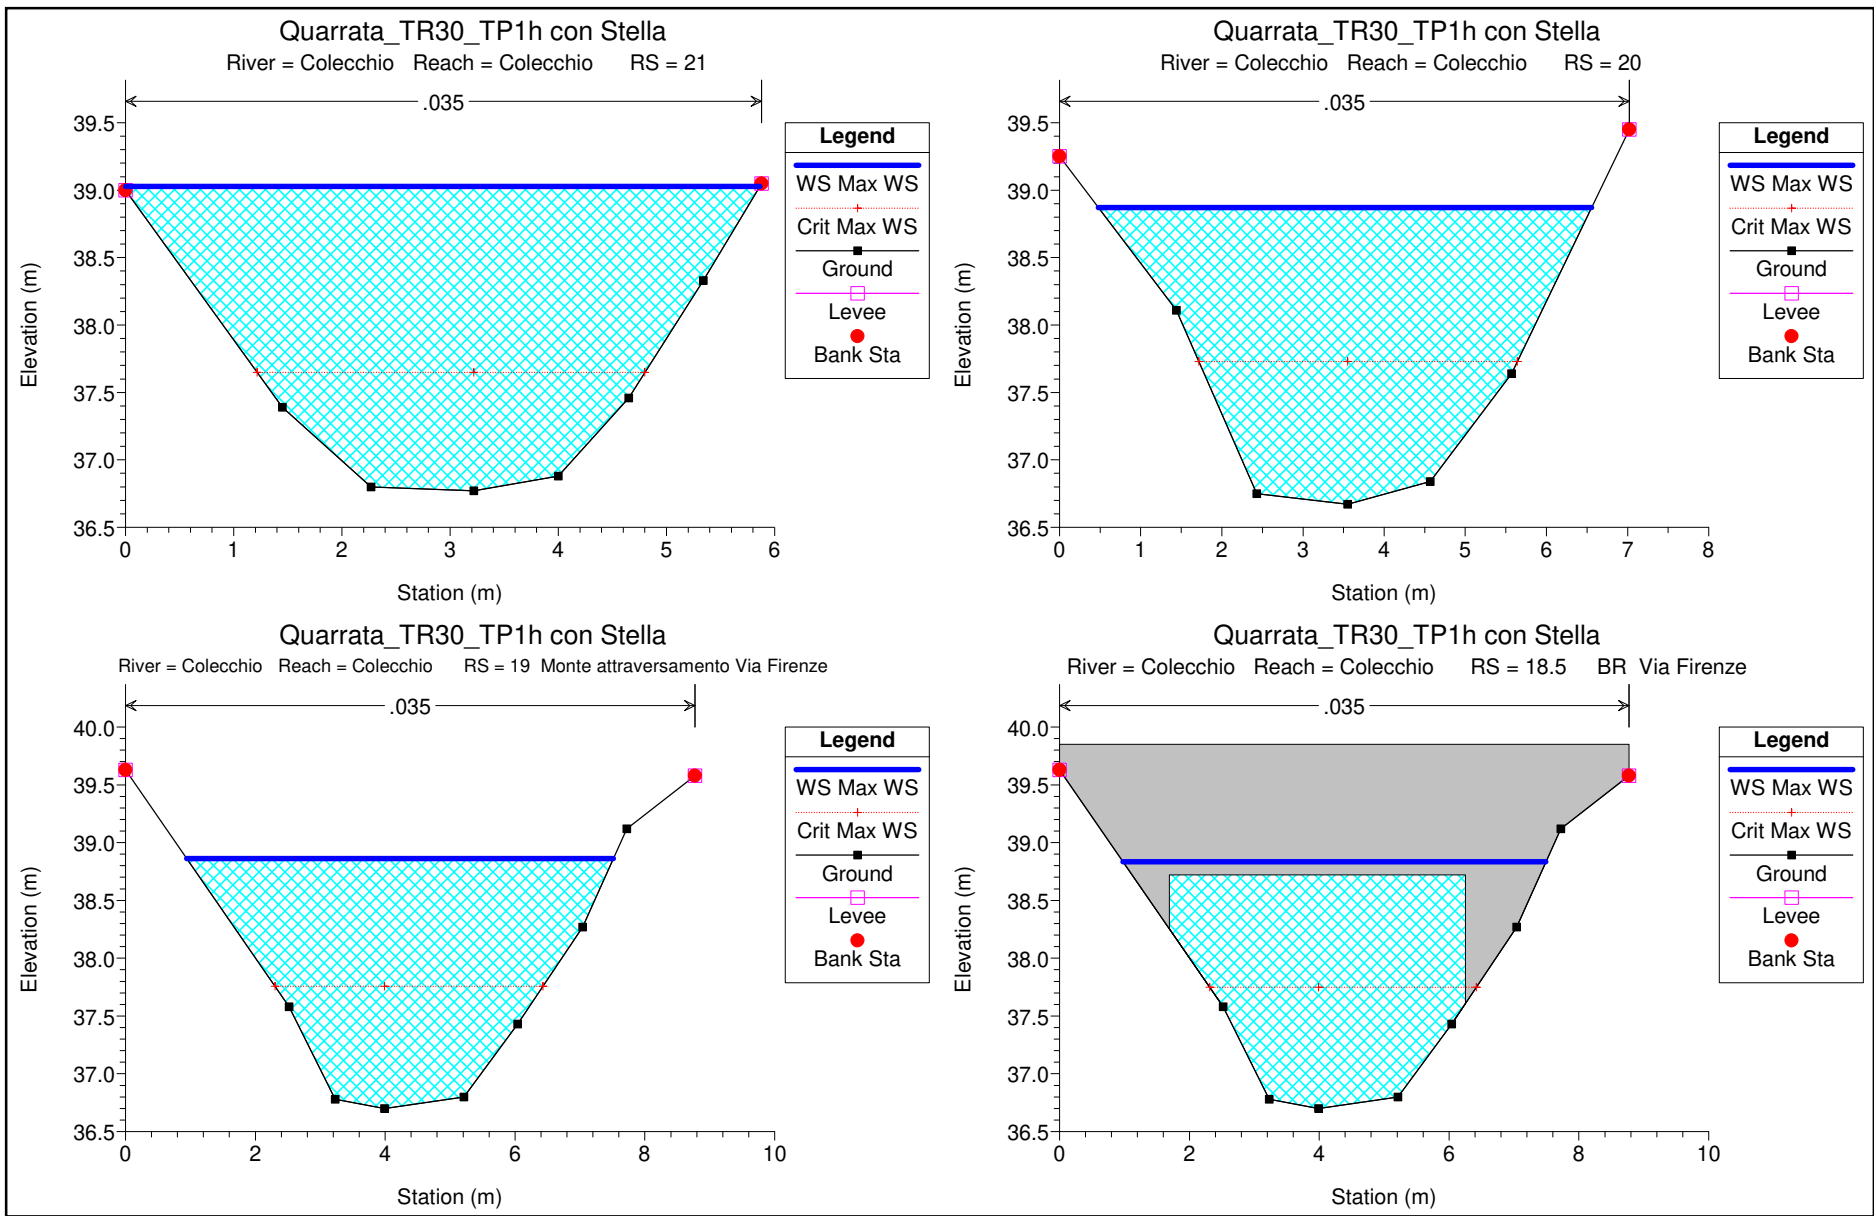 Quarrata_TR30_TP1h con Stella
River = Colecchio Reach = Colecchio RS = 21
.035
39.5
39.0
38.5
38.0
37.5
37.0
36.5
Elevation (m)
0 1 2 3 4 5 6
Station (m)
Legend
WS Max WS
Crit Max WS
Ground
Levee
Bank Sta
Quarrata_TR30_TP1h con Stella
River = Colecchio Reach = Colecchio RS = 20
.035
39.5
39.0
38.5
38.0
37.5
37.0
36.5
Elevation (m)
0 1 2 3 4 5 6 7 8
Station (m)
Legend
WS Max WS
Crit Max WS
Ground
Levee
Bank Sta
Quarrata_TR30_TP1h con Stella
River = Colecchio Reach = Colecchio RS = 19 Monte attraversamento Via Firenze
.035
40.0
39.5
39.0
38.5
38.0
37.5
37.0
36.5
Elevation (m)
0 2 4 6 8 10
Station (m)
Legend
WS Max WS
Crit Max WS
Ground
Levee
Bank Sta
Quarrata_TR30_TP1h con Stella
River = Colecchio Reach = Colecchio RS = 18.5 BR Via Firenze
.035
40.0
39.5
39.0
38.5
38.0
37.5
37.0
36.5
Elevation (m)
0 2 4 6 8 10
Station (m)
Legend
WS Max WS
Crit Max WS
Ground
Levee
Bank Sta